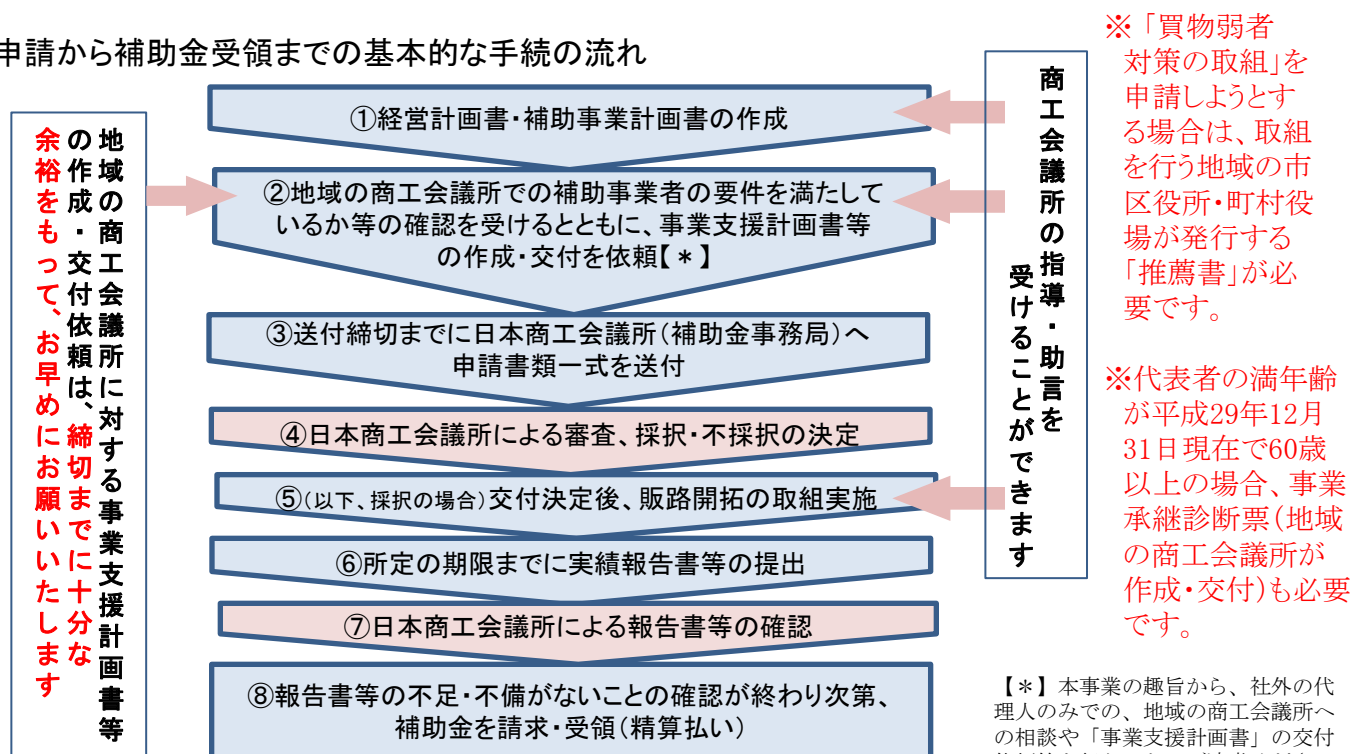 申請から補助金受領までの基本的な手続の流れ
地域の商工会議所に対する事業支援計画書等
の作成・交付依頼は、締切までに十分な
余裕をもって、お早めにお願いいたします
①経営計画書・補助事業計画書の作成
②地域の商工会議所での補助事業者の要件を満たして
いるか等の確認を受けるとともに、事業支援計画書等
の作成・交付を依頼【＊】
③送付締切までに日本商工会議所（補助金事務局）へ
申請書類一式を送付
④日本商工会議所による審査、採択・不採択の決定
⑤（以下、採択の場合）交付決定後、販路開拓の取組実施
⑥所定の期限までに実績報告書等の提出
⑦日本商工会議所による報告書等の確認
⑧報告書等の不足・不備がないことの確認が終わり次第、
補助金を請求・受領（精算払い）
商工会議所の指導・助言を
受けることができます
※「買物弱者
対策の取組」を
申請しようとす
る場合は、取組
を行う地域の市
区役所・町村役
場が発行する
「推薦書」が必
要です。
※代表者の満年齢
が平成29年12月
31日現在で60歳
以上の場合、事業
承継診断票（地域
の商工会議所が
作成・交付）も必要
です。
【＊】本事業の趣旨から、社外の代
理人のみでの、地域の商工会議所へ
の相談や「事業支援計画書」の交付